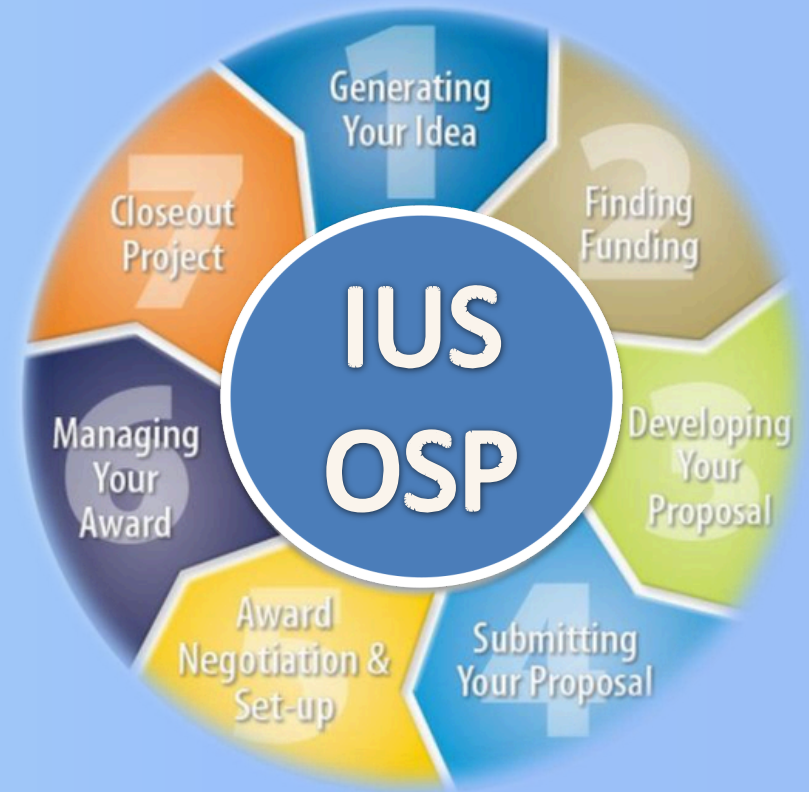 1
Generating
Your Idea
2
Finding
Funding
3
Developing
Your
Proposal
4
Submitting
Your Proposal
5
Award
Negotiation &
Set-up
6
Managing
Your
Award
7
Closeout
Project
IUS
OSP